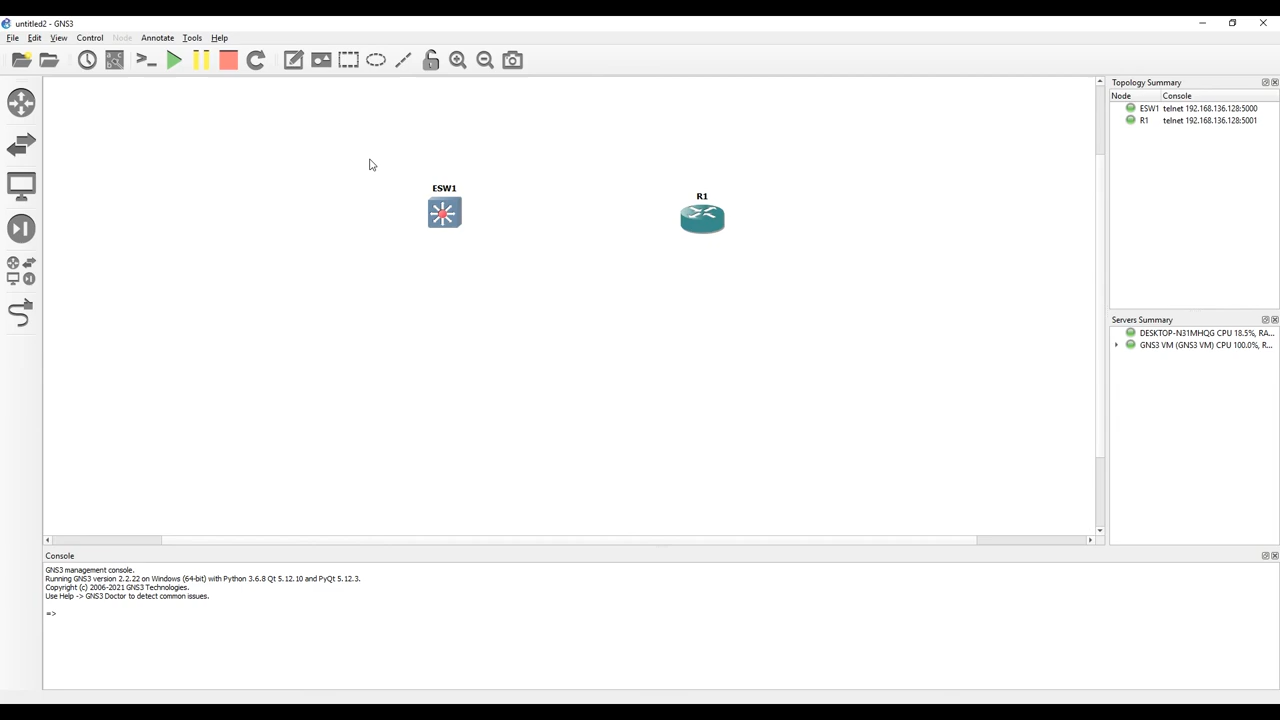 untitled2 - GNS3
File Edit View Control Node Annotate Tools Help
Topology Summary
Node Console
ESW1 telnet 192.168.136.128:5000
R1 telnet 192.168.136.128:5001
ESW1
R1
Servers Summary
DESKTOP-N31MHQG CPU 18.5%, RA...
GNS3 VM (GNS3 VM) CPU 100.0%, R...
Console
GNS3 management console.
Running GNS3 version 2.2.22 on Windows (64-bit) with Python 3.6.8 Qt 5.12.10 and PyQt 5.12.3.
Copyright (c) 2006-2021 GNS3 Technologies.
Use Help -> GNS3 Doctor to detect common issues.
=>